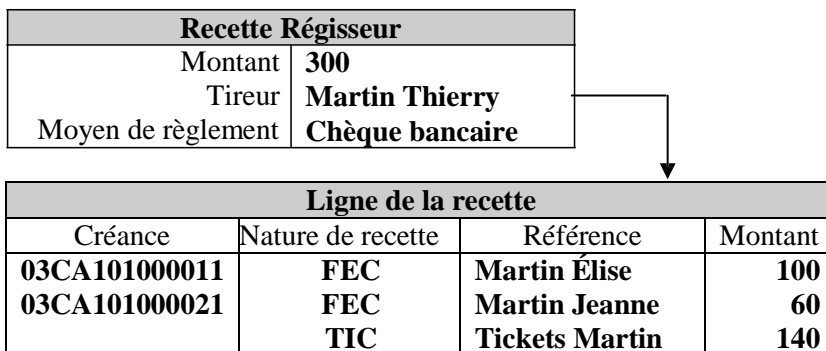 Recette Régisseur
Montant 300
Tireur Martin Thierry
Moyen de règlement Chèque bancaire
Ligne de la recette
Créance Nature de recette Référence Montant
03CA101000011 FEC Martin Élise 100
03CA101000021 FEC Martin Jeanne 60
TIC Tickets Martin 140